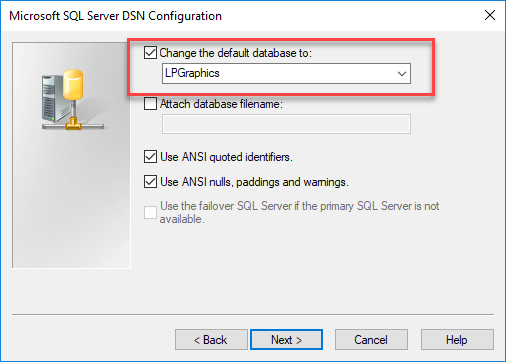 Microsoft SQL Server DSN Configuration
Change the default database to:
LPGraphics
Attach database filename:
Use ANSI quoted identifiers.
Use ANSI nulls, paddings and warnings.
Use the failover SQL Server if the primary SQL Server is not
available.
< Back
Next >
Cancel
Help